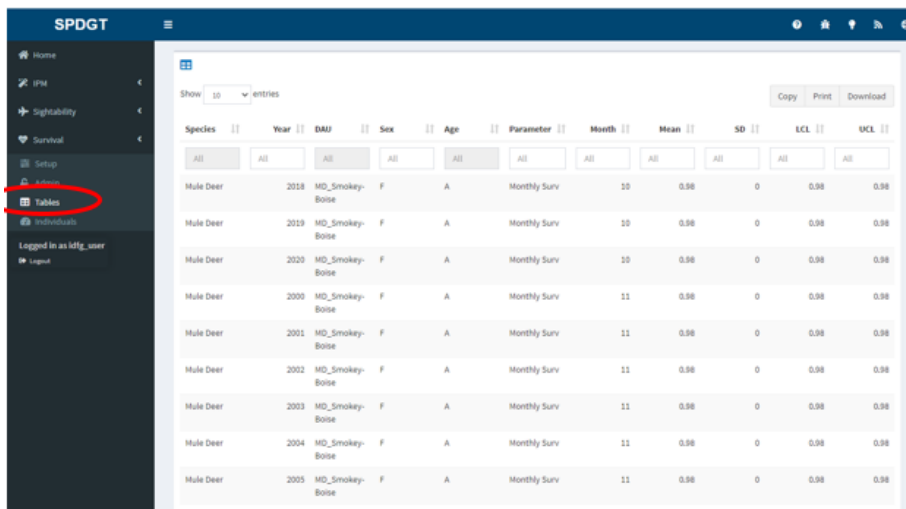 SPDGT
Home
IPM
Sightability
Survival
Setup
Admin
Tables
Individuals
Logged in as idfg_user
Logout
Show 10 entries
Copy Print Download
Species Year DAU Sex Age Parameter Month Mean SD LCL UCL
All All All All All All All All All All All
Mule Deer 2018 MD_Smokey- F A Monthly Surv 10 0.98 0 0.98 0.98
Boise
Mule Deer 2019 MD_Smokey- F A Monthly Surv 10 0.98 0 0.98 0.98
Boise
Mule Deer 2020 MD_Smokey- F A Monthly Surv 10 0.98 0 0.98 0.98
Boise
Mule Deer 2000 MD_Smokey- F A Monthly Surv 11 0.98 0 0.98 0.98
Boise
Mule Deer 2001 MD_Smokey- F A Monthly Surv 11 0.98 0 0.98 0.98
Boise
Mule Deer 2002 MD_Smokey- F A Monthly Surv 11 0.98 0 0.98 0.98
Boise
Mule Deer 2003 MD_Smokey- F A Monthly Surv 11 0.98 0 0.98 0.98
Boise
Mule Deer 2004 MD_Smokey- F A Monthly Surv 11 0.98 0 0.98 0.98
Boise
Mule Deer 2005 MD_Smokey- F A Monthly Surv 11 0.98 0 0.98 0.98
Boise